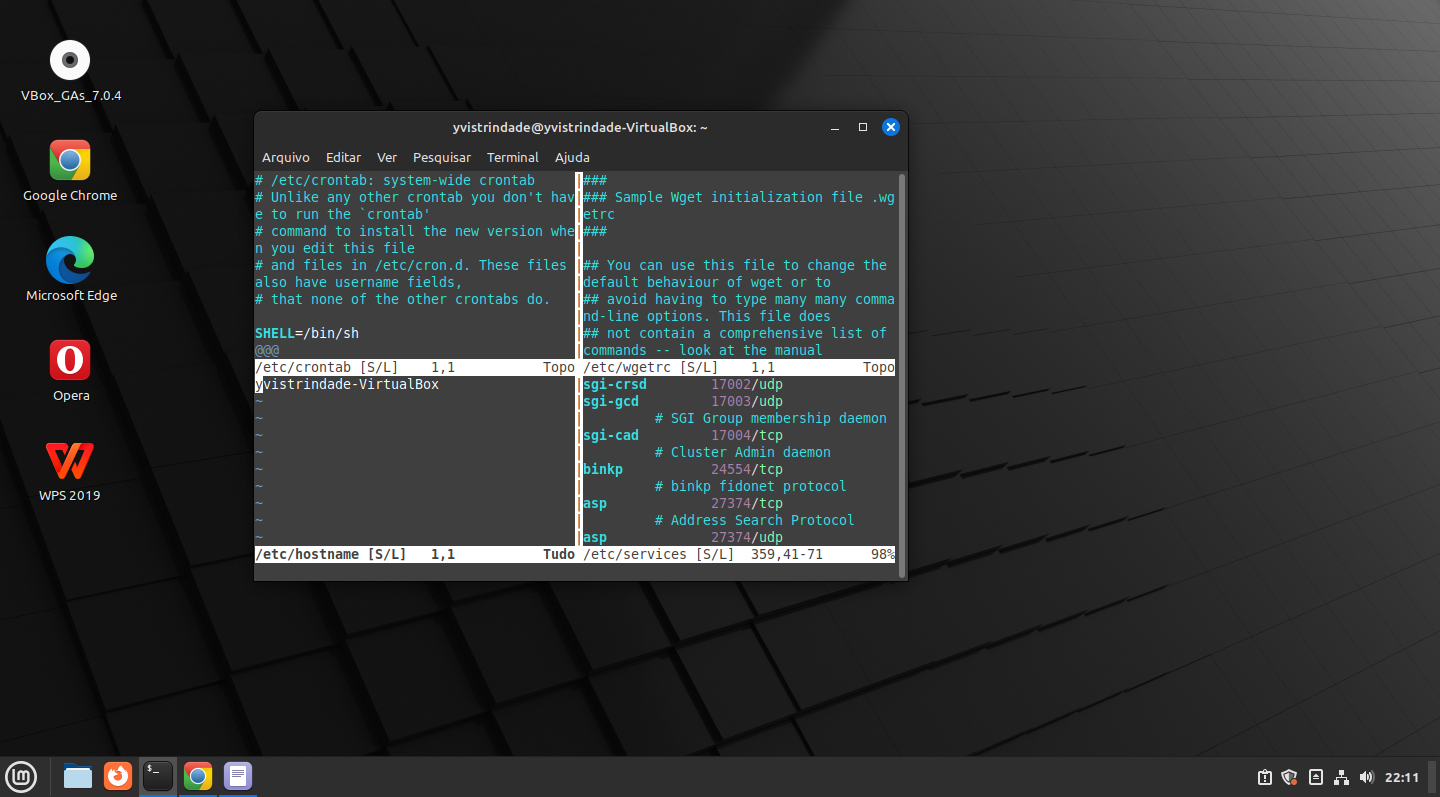 VBox_GAs_7.0.4
Google Chrome
Microsoft Edge
Opera
WPS 2019
yvistrindade@yvistrindade-VirtualBox: ~
Arquivo Editar Ver Pesquisar Terminal Ajuda
# /etc/crontab: system-wide crontab
# Unlike any other crontab you don't hav
e to run the `crontab'
# command to install the new version whe
n you edit this file
# and files in /etc/cron.d. These files
also have username fields,
# that none of the other crontabs do.
SHELL=/bin/sh
@@@
/etc/crontab [S/L] 1,1 Topo
###
### Sample Wget initialization file .wg
etrc
###
## You can use this file to change the
default behaviour of wget or to
## avoid having to type many many comma
nd-line options. This file does
## not contain a comprehensive list of
commands -- look at the manual
/etc/wgetrc [S/L] 1,1 Topo
yvistrindade-VirtualBox
~
~
~
~
~
~
~
~
~
/etc/hostname [S/L] 1,1 Tudo
sgi-crsd 17002/udp
sgi-gcd 17003/udp
# SGI Group membership daemon
sgi-cad 17004/tcp
# Cluster Admin daemon
binkp 24554/tcp
# binkp fidonet protocol
asp 27374/tcp
# Address Search Protocol
asp 27374/udp
/etc/services [S/L] 359,41-71 98%
22:11